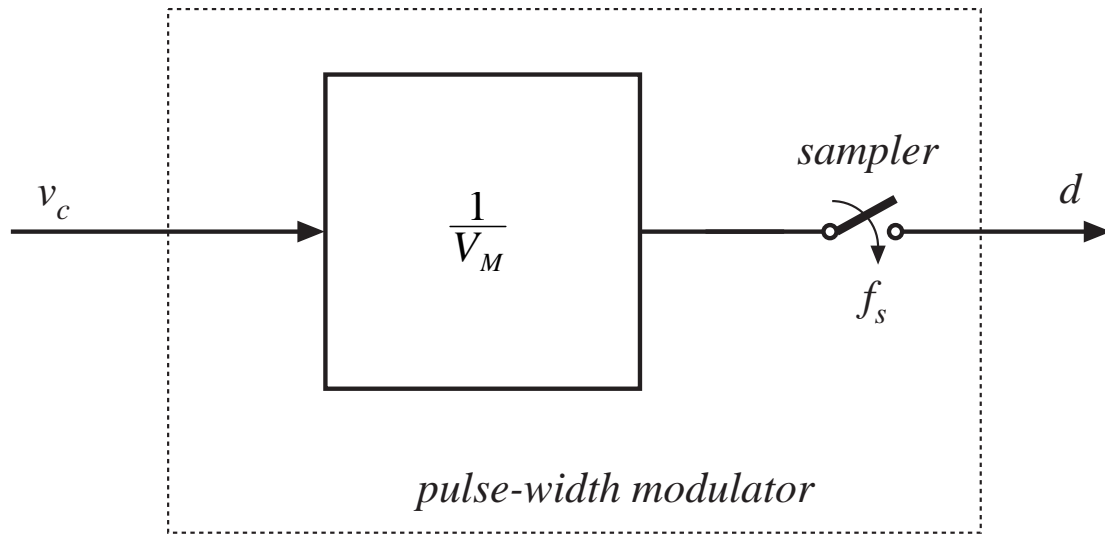 sampler
v_c
1
V_M
d
f_s
pulse-width modulator